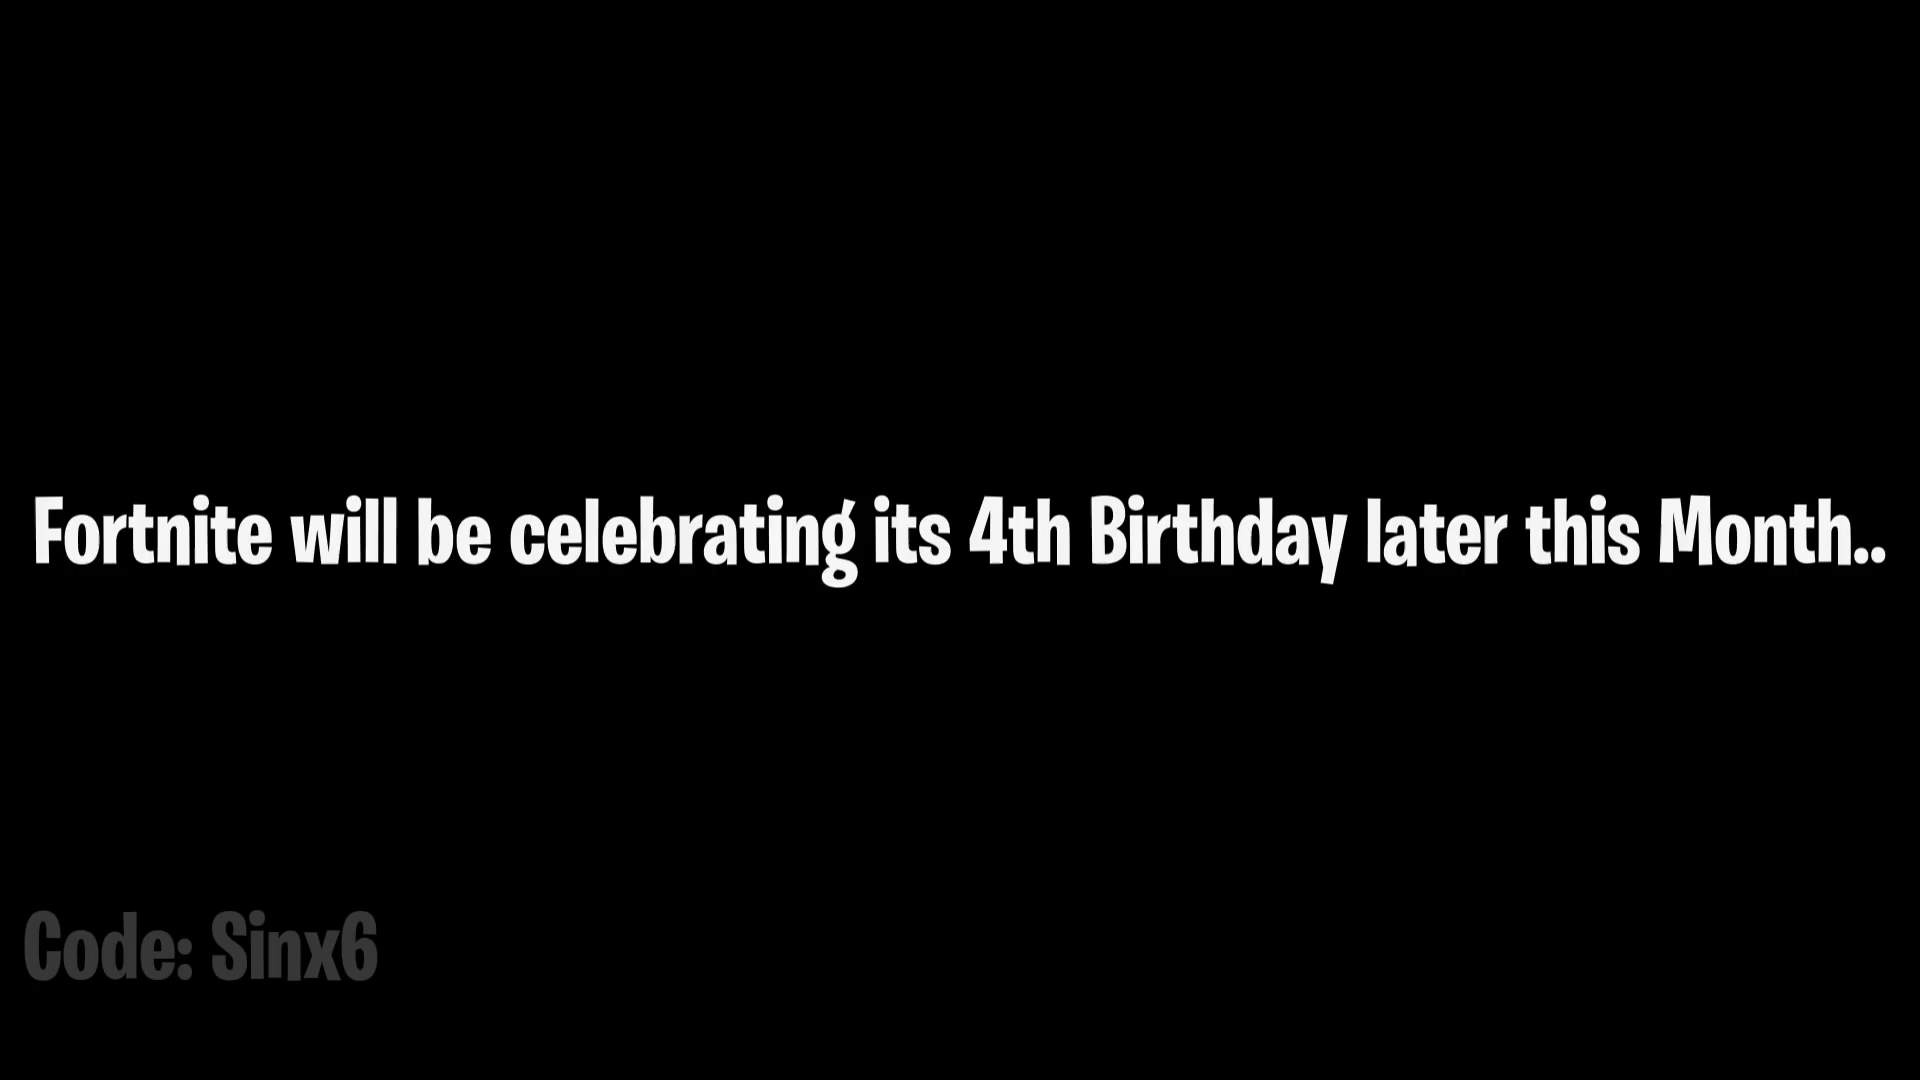 Fortnite will be celebrating its 4th Birthday later this Month..
Code: Sinx6